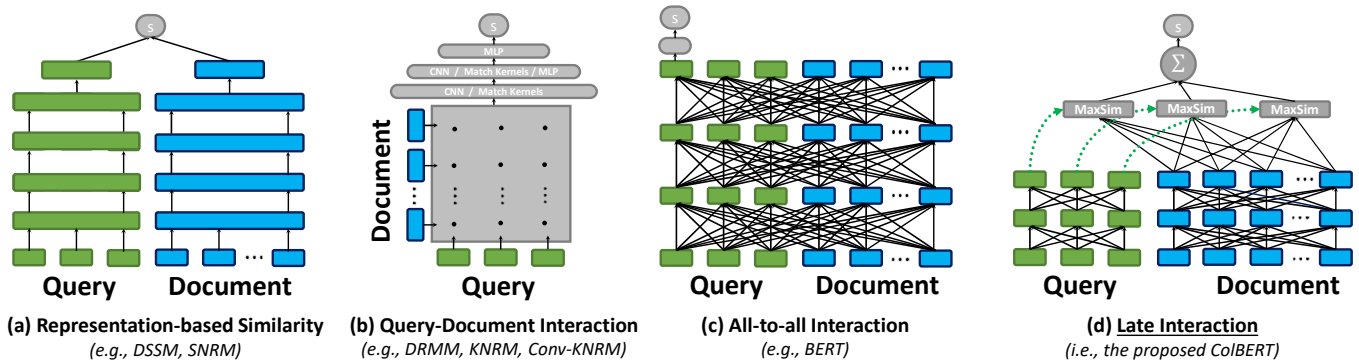 S
Query Document
(a) Representation-based Similarity
(e.g., DSSM, SNRM)
S
MLP
CNN / Match Kernels / MLP
CNN / Match Kernels
Document
Query
(b) Query-Document Interaction
(e.g., DRMM, KNRM, Conv-KNRM)
S
Query Document
(c) All-to-all Interaction
(e.g., BERT)
S
Σ
MaxSim MaxSim MaxSim
Query Document
(d) Late Interaction
(i.e., the proposed ColBERT)